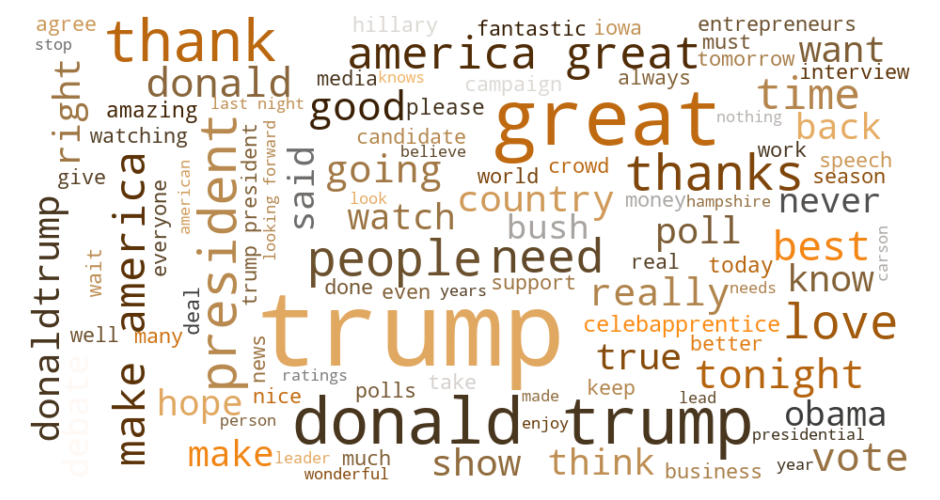 agree
stop
thank
hillary
fantastic
iowa
entrepreneurs
must
tomorrow
want
interview
america great
media
knows
campaign
always
time
donald
right
amazing
last night
good
please
great
nothing
back
watching
candidate
believe
work
speech
season
give
everyone
american
president
trump president
looking forward
said
going
world
crowd
thanks
look
watch
country
money
hampshire
never
bush
poll
best
carson
people
need
real
today
know
wait
donaldtrump
make america
deal
done
even
years
support
really
needs
well
many
trump
celebapprentice
better
love
news
true
tonight
debate
ratings
polls
take
keep
hope
nice
person
made
lead
donald trump
enjoy
obama
presidential
make
leader
much
wonderful
show
think
business
year
vote